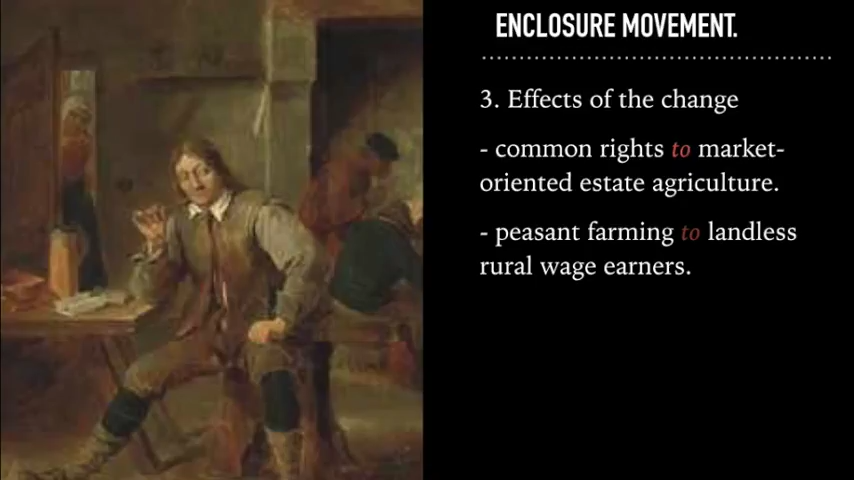 ENCLOSURE MOVEMENT.
3. Effects of the change
- common rights to market-
oriented estate agriculture.
- peasant farming to landless
rural wage earners.